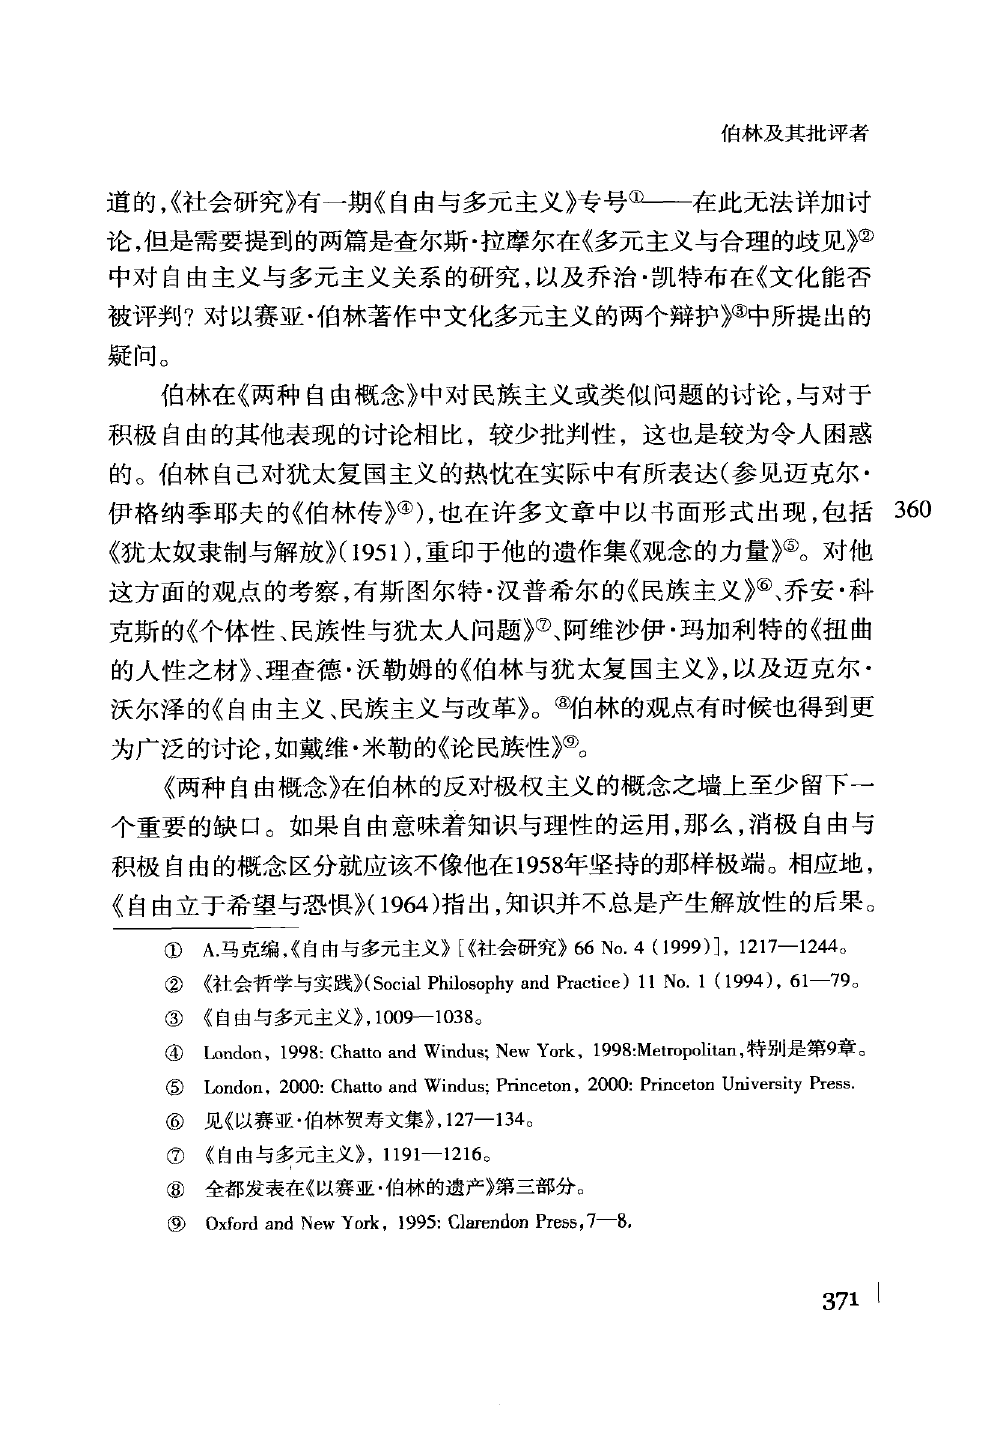 伯林及其批评者
道的,《社会研究》有一期《自由与多元主义》专号①——在此无法详加讨
论,但是需要提到的两篇是查尔斯·拉摩尔在《多元主义与合理的歧见》②
中对自由主义与多元主义关系的研究,以及乔治·凯特布在《文化能否
被评判?对以赛亚·伯林著作中文化多元主义的两个辩护》③中所提出的
疑问。
伯林在《两种自由概念》中对民族主义或类似问题的讨论,与对于
积极自由的其他表现的讨论相比,较少批判性,这也是较为令人困惑
的。伯林自己对犹太复国主义的热忱在实际中有所表达(参见迈克尔·
伊格纳季耶夫的《伯林传》④),也在许多文章中以书面形式出现,包括 360
《犹太奴隶制与解放》(1951),重印于他的遗作集《观念的力量》⑤。对他
这方面的观点的考察,有斯图尔特·汉普希尔的《民族主义》⑥、乔安·科
克斯的《个体性、民族性与犹太人问题》⑦、阿维沙伊·玛加利特的《扭曲
的人性之材》、理查德·沃勒姆的《伯林与犹太复国主义》,以及迈克尔·
沃尔泽的《自由主义、民族主义与改革》。⑧伯林的观点有时候也得到更
为广泛的讨论,如戴维·米勒的《论民族性》⑨。
《两种自由概念》在伯林的反对极权主义的概念之墙上至少留下一
个重要的缺口。如果自由意味着知识与理性的运用,那么,消极自由与
积极自由的概念区分就应该不像他在1958年坚持的那样极端。相应地,
《自由立于希望与恐惧》(1964)指出,知识并不总是产生解放性的后果。
① A.马克编,《自由与多元主义》[《社会研究》66 No. 4 (1999)], 1217—1244。
② 《社会哲学与实践》(Social Philosophy and Practice) 11 No. 1 (1994), 61—79。
③ 《自由与多元主义》,1009—1038。
④ London, 1998: Chatto and Windus; New York, 1998:Metropolitan,特别是第9章。
⑤ London, 2000: Chatto and Windus; Princeton, 2000: Princeton University Press.
⑥ 见《以赛亚·伯林贺寿文集》,127—134。
⑦ 《自由与多元主义》, 1191—1216。
⑧ 全都发表在《以赛亚·伯林的遗产》第三部分。
⑨ Oxford and New York, 1995: Clarendon Press,7—8.
371